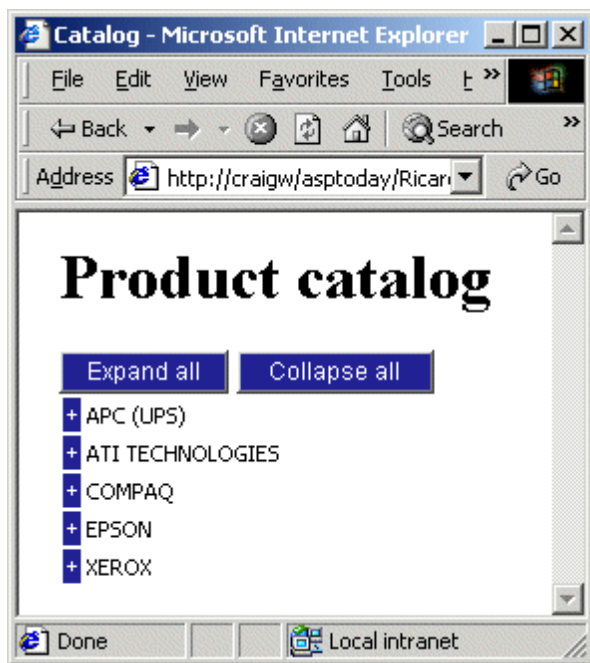 Catalog - Microsoft Internet Explorer
File Edit View Favorites Tools »
Back Search »
Address http://craigw/asptoday/Ricar Go
Product catalog
Expand all Collapse all
+ APC (UPS)
+ ATI TECHNOLOGIES
+ COMPAQ
+ EPSON
+ XEROX
Done Local intranet